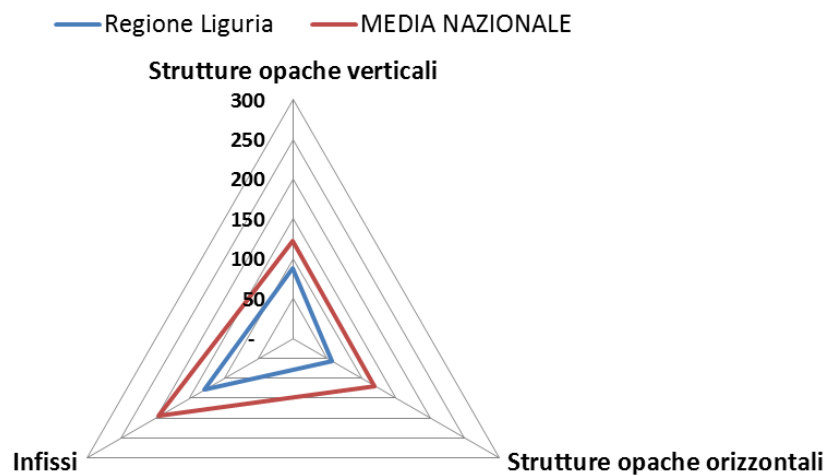 Regione Liguria MEDIA NAZIONALE
Strutture opache verticali
300
250
200
150
100
50
-
Infissi
Strutture opache orizzontali